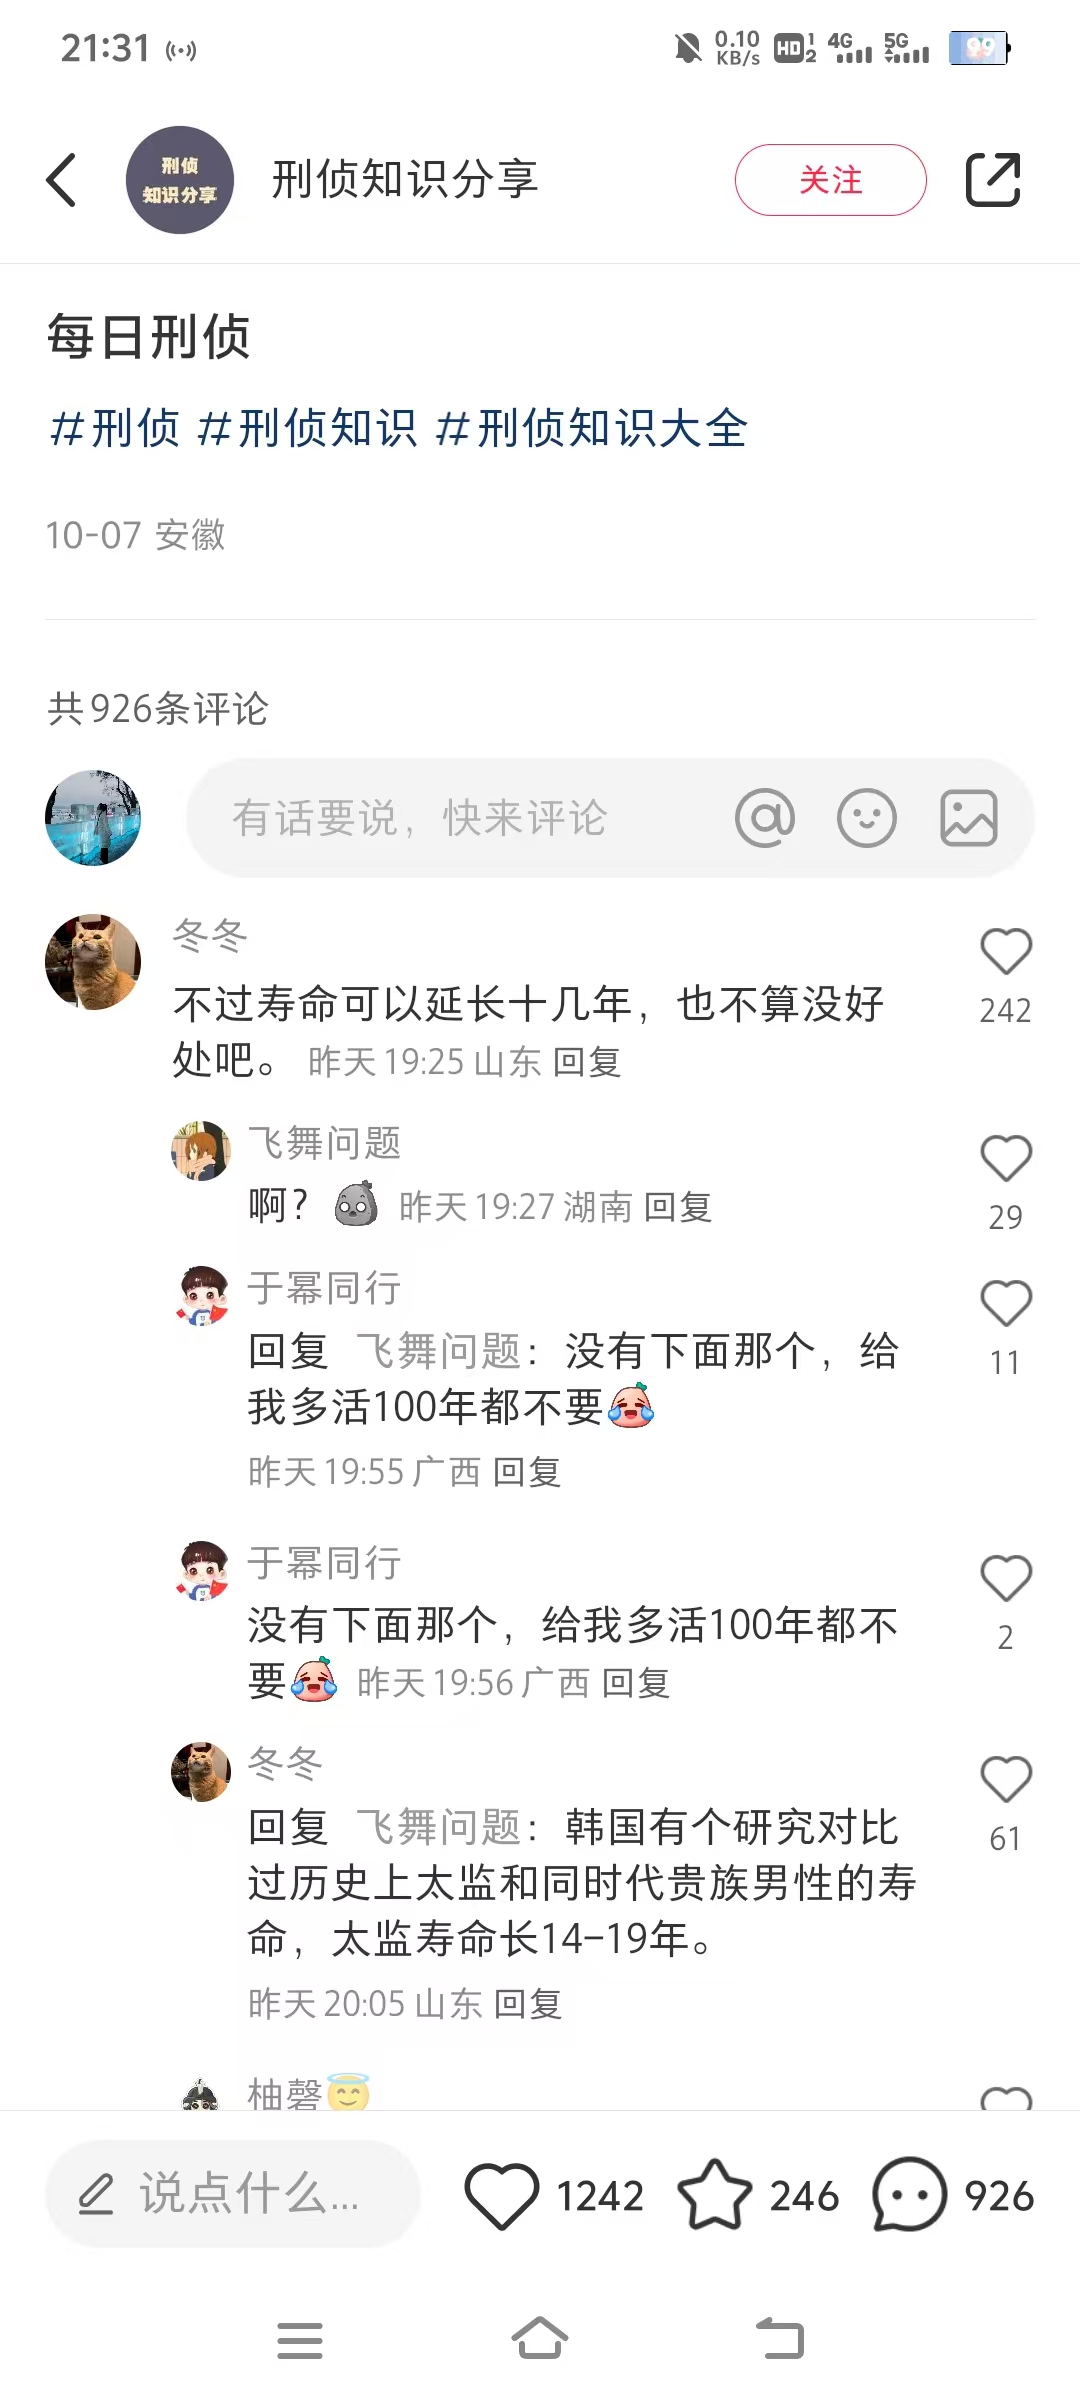 21:31
0.10 KB/s HD 1 2 4G 5G 99
刑侦
知识分享
刑侦知识分享
关注
每日刑侦
#刑侦 #刑侦知识 #刑侦知识大全
10-07 安徽
共926条评论
有话要说，快来评论
冬冬
不过寿命可以延长十几年，也不算没好
处吧。 昨天 19:25 山东 回复
242
飞舞问题
啊？ 昨天 19:27 湖南 回复
29
于幂同行
回复 飞舞问题：没有下面那个，给
我多活100年都不要
11
昨天 19:55 广西 回复
于幂同行
没有下面那个，给我多活100年都不
要 昨天 19:56 广西 回复
2
冬冬
回复 飞舞问题：韩国有个研究对比
过历史上太监和同时代贵族男性的寿
命，太监寿命长14-19年。
61
昨天 20:05 山东 回复
柚磬
说点什么...
1242
246
926